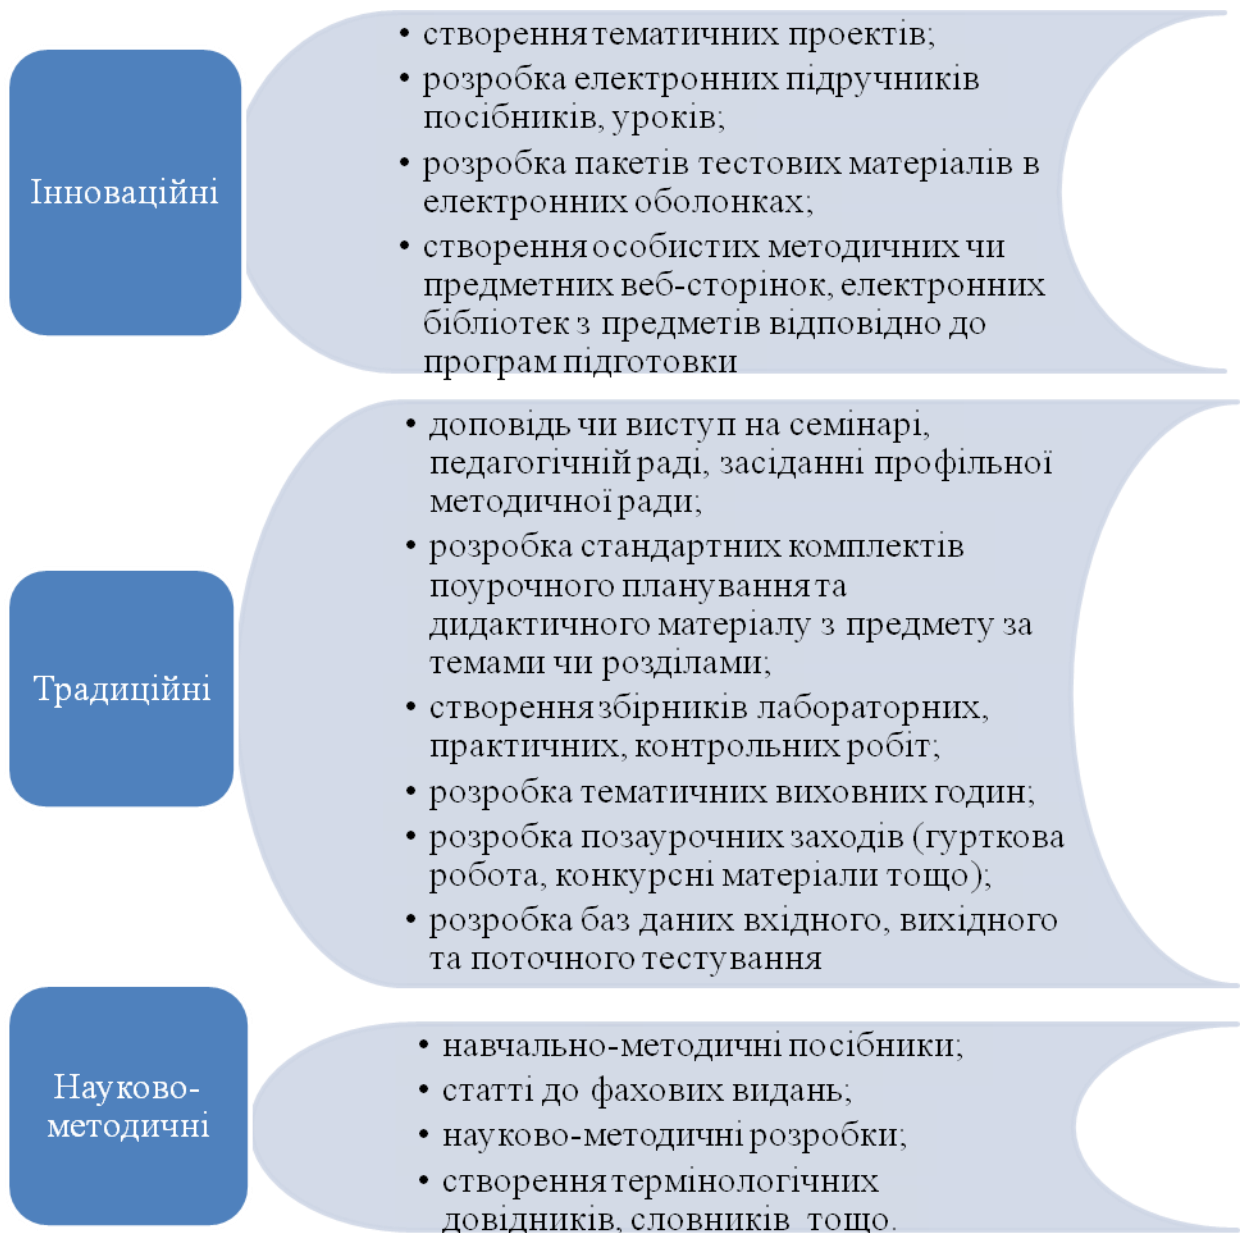 Інноваційні
• створення тематичних проектів;
• розробка електронних підручників
посібників, уроків;
• розробка пакетів тестових матеріалів в
електронних оболонках;
• створення особистих методичних чи
предметних веб-сторінок, електронних
бібліотек з предметів відповідно до
програм підготовки
Традиційні
• доповідь чи виступ на семінарі,
педагогічній раді, засіданні профільної
методичної ради;
• розробка стандартних комплектів
поурочного планування та
дидактичного матеріалу з предмету за
темами чи розділами;
• створення збірників лабораторних,
практичних, контрольних робіт;
• розробка тематичних виховних годин;
• розробка позаурочних заходів (гурткова
робота, конкурсні матеріали тощо);
• розробка баз даних вхідного, вихідного
та поточного тестування
Науково-
методичні
• навчально-методичні посібники;
• статті до фахових видань;
• науково-методичні розробки;
• створення термінологічних
довідників, словників тощо.